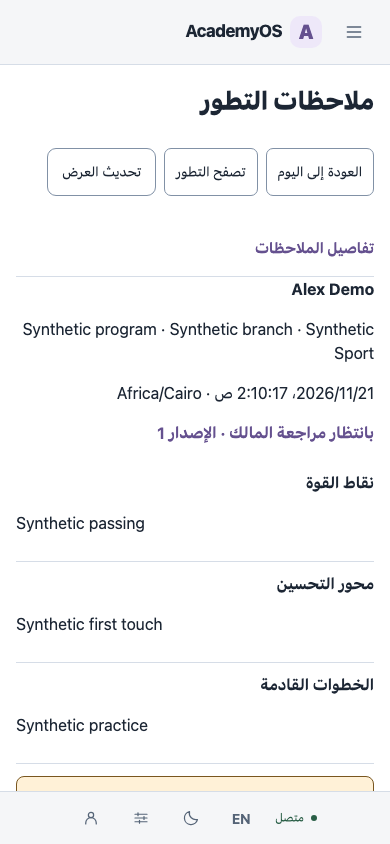 A AcademyOS
ملاحظات التطور
العودة إلى اليوم
تصفح التطور
تحديث العرض
تفاصيل الملاحظات
Alex Demo
Synthetic program · Synthetic branch · Synthetic
Sport
21‏/11‏/2026، 2:10:17 ص · Africa/Cairo
بانتظار مراجعة المالك · الإصدار 1
نقاط القوة
Synthetic passing
محور التحسين
Synthetic first touch
الخطوات القادمة
Synthetic practice
متصل
EN